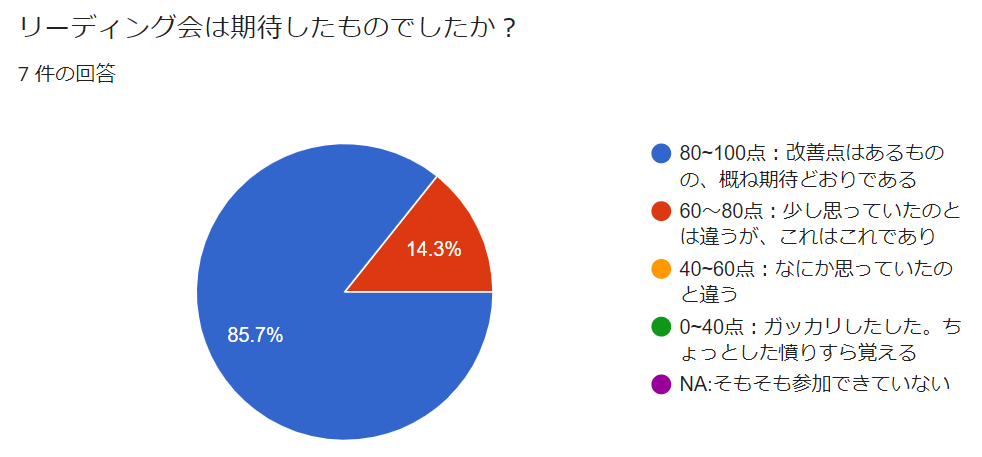 リーディング会は期待したものでしたか？
7 件の回答
80~100点：改善点はあるもの
の、概ね期待どおりである
60～80点：少し思っていたのと
は違うが、これはこれであり
40~60点：なにか思っていたの
と違う
0~40点：ガッカリしたした。ち
ょっとした憤りすら覚える
NA:そもそも参加できていない
14.3%
85.7%